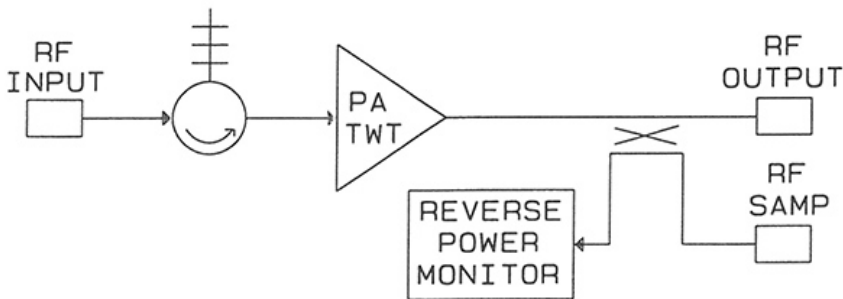 RF
INPUT
PA
TWT
RF
OUTPUT
RF
SAMP
REVERSE
POWER
MONITOR